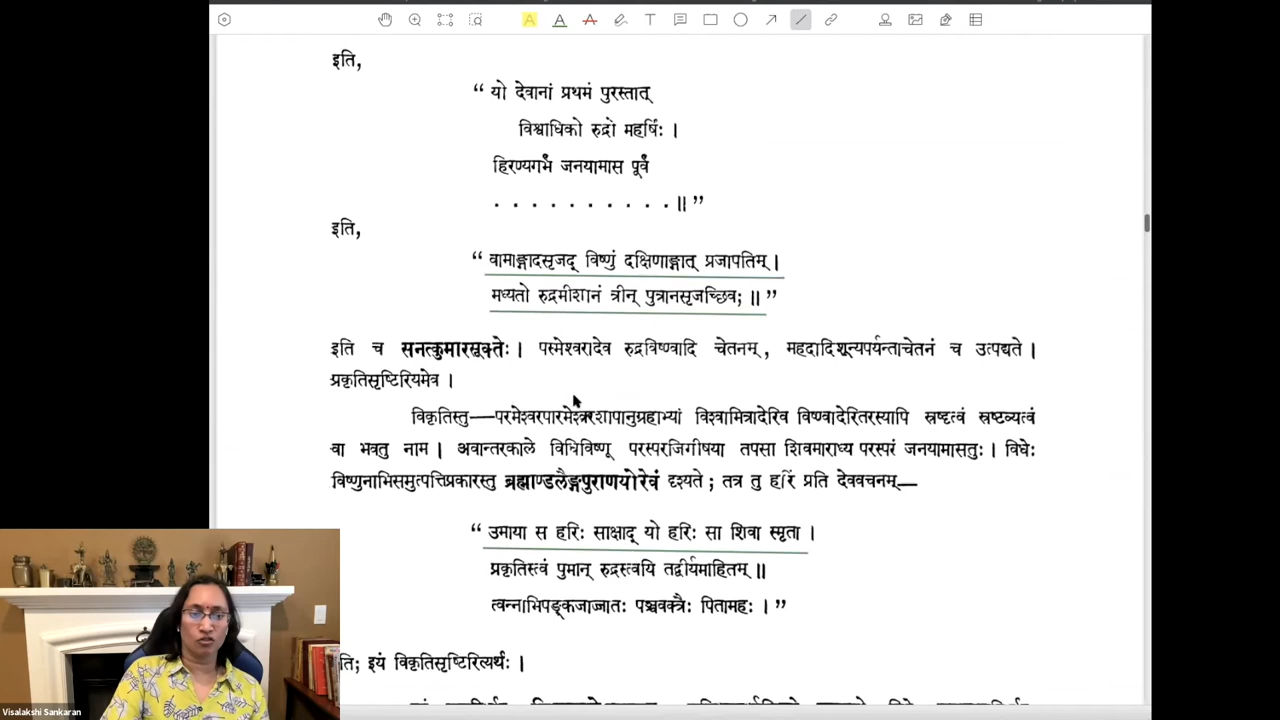 इति,
“ यो देवानां प्रथमं पुरस्तात्
विश्वाधिको रुद्रो महर्षिः ।
हिरण्यगर्भं जनयामास पूर्वं
. . . . . . . . . . ॥ ”
इति,
“ वामाङ्गादसृजद् विष्णुं दक्षिणाङ्गात् प्रजापतिम् ।
मध्यतो रुद्रमीशानं त्रीन् पुत्रानसृजच्छिवः ॥ ”
इति च सनत्कुमारसूक्तेः । परमेश्वरादेव रुद्रविष्ण्वादि चेतनम् , महदादिशून्यपर्यन्ताचेतनं च उत्पद्यते ।
प्रकृतिसृष्टिरियमेव ।
विकृतिस्तु—परमेश्वरपारमेश्वरशापानुग्रहाभ्यां विश्वामित्रादेरिव विष्ण्वादेरितरस्यापि स्रष्टृत्वं स्रष्टव्यत्वं
वा भवतु नाम । अवान्तरकाले विधिविष्णू परस्परजिगीषया तपसा शिवमाराध्य परस्परं जनयामासतुः । विधेः
विष्णुनाभिसमुत्पत्तिप्रकारस्तु ब्रह्माण्डलैङ्गपुराणयोरेवं दृश्यते ; तत्र तु हरिं प्रति देववचनम्—
“ उमाया स हरिः साक्षाद् यो हरिः सा शिवा स्मृता ।
प्रकृतिस्त्वं पुमान् रुद्रस्त्वयि तद्वीर्यमाहितम् ॥
त्वन्नाभिपङ्कजाज्जातः पञ्चवक्त्रैः पितामहः । ”
ति; इयं विकृतिसृष्टिरित्यर्थः ।
Visalakshi Sankaran